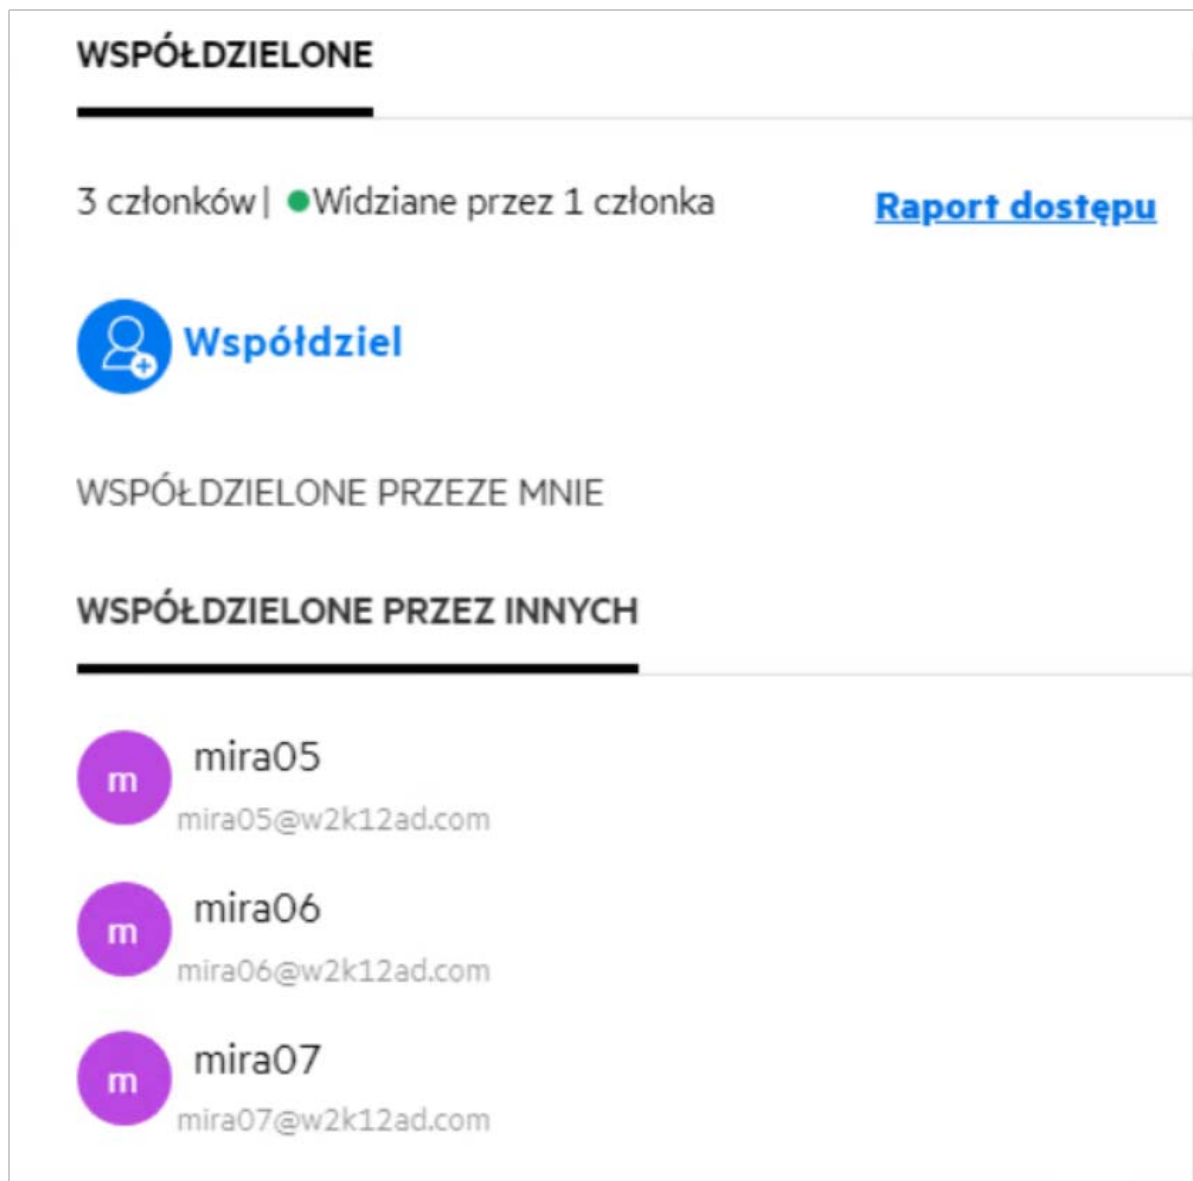 WSPÓŁDZIELONE
3 członków| Widziane przez 1 członka Raport dostępu
Współdziel
WSPÓŁDZIELONE PRZEZE MNIE
WSPÓŁDZIELONE PRZEZ INNYCH
m mira05
mira05@w2k12ad.com
m mira06
mira06@w2k12ad.com
m mira07
mira07@w2k12ad.com